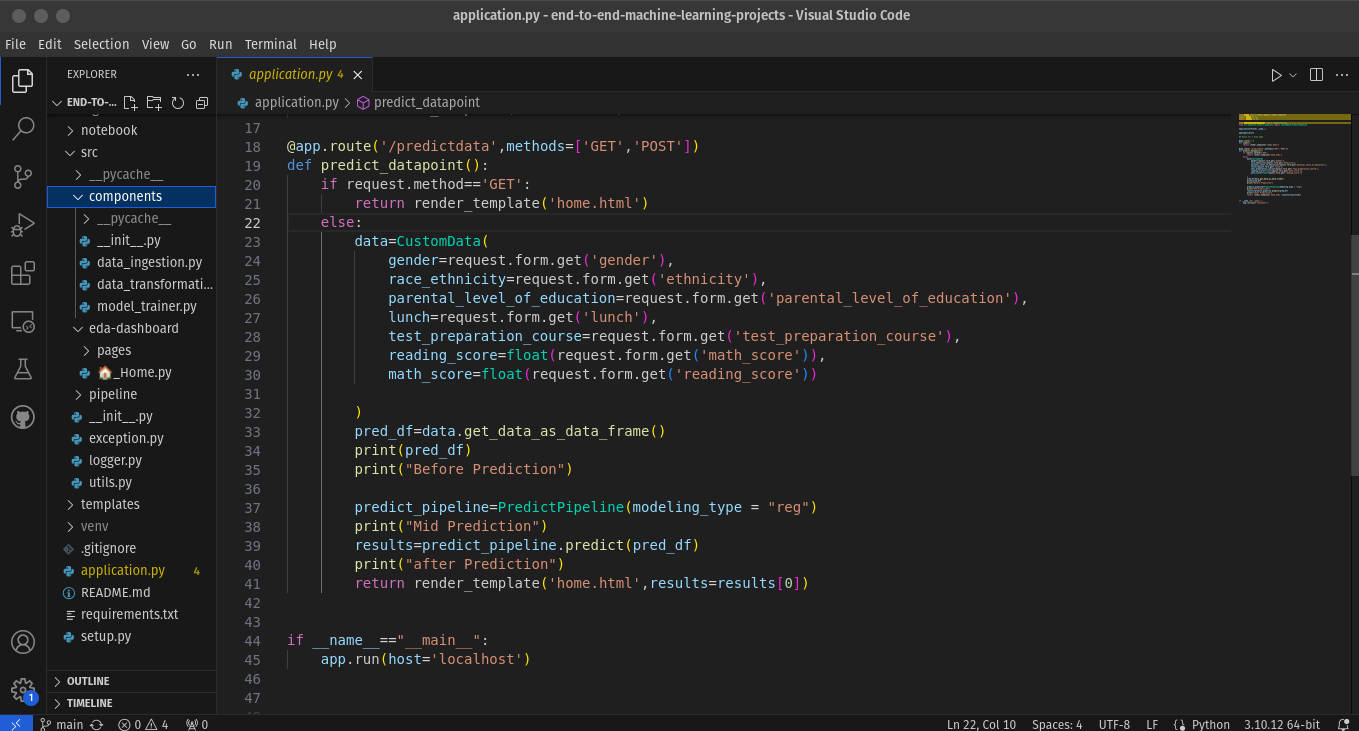 application.py - end-to-end-machine-learning-projects - Visual Studio Code
File Edit Selection View Go Run Terminal Help
EXPLORER
END-TO-...
notebook
src
__pycache__
components
__pycache__
__init__.py
data_ingestion.py
data_transformati...
model_trainer.py
eda-dashboard
pages
🏠_Home.py
pipeline
__init__.py
exception.py
logger.py
utils.py
templates
venv
.gitignore
application.py 4
README.md
requirements.txt
setup.py
OUTLINE
TIMELINE
1
application.py 4
application.py > predict_datapoint
17
18 @app.route('/predictdata',methods=['GET','POST'])
19 def predict_datapoint():
20     if request.method=='GET':
21         return render_template('home.html')
22     else:
23         data=CustomData(
24             gender=request.form.get('gender'),
25             race_ethnicity=request.form.get('ethnicity'),
26             parental_level_of_education=request.form.get('parental_level_of_education'),
27             lunch=request.form.get('lunch'),
28             test_preparation_course=request.form.get('test_preparation_course'),
29             reading_score=float(request.form.get('math_score')),
30             math_score=float(request.form.get('reading_score'))
31
32         )
33         pred_df=data.get_data_as_data_frame()
34         print(pred_df)
35         print("Before Prediction")
36
37         predict_pipeline=PredictPipeline(modeling_type = "reg")
38         print("Mid Prediction")
39         results=predict_pipeline.predict(pred_df)
40         print("after Prediction")
41         return render_template('home.html',results=results[0])
42
43
44 if __name__=="__main__":
45     app.run(host='localhost')
46
47
main 0 4 0 Ln 22, Col 10 Spaces: 4 UTF-8 LF Python 3.10.12 64-bit